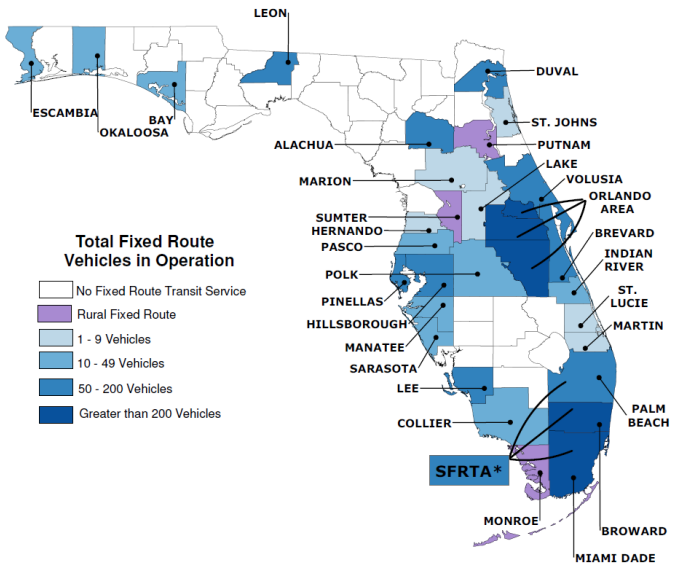 LEON
DUVAL
ESCAMBIA
OKALOOSA
BAY
ST. JOHNS
ALACHUA
PUTNAM
LAKE
MARION
VOLUSIA
ORLANDO
AREA
SUMTER
HERNANDO
BREVARD
PASCO
INDIAN
RIVER
POLK
ST.
LUCIE
PINELLAS
HILLSBOROUGH
MARTIN
MANATEE
SARASOTA
LEE
PALM
BEACH
COLLIER
SFRTA*
MONROE
BROWARD
MIAMI DADE
Total Fixed Route
Vehicles in Operation
No Fixed Route Transit Service
Rural Fixed Route
1 - 9 Vehicles
10 - 49 Vehicles
50 - 200 Vehicles
Greater than 200 Vehicles